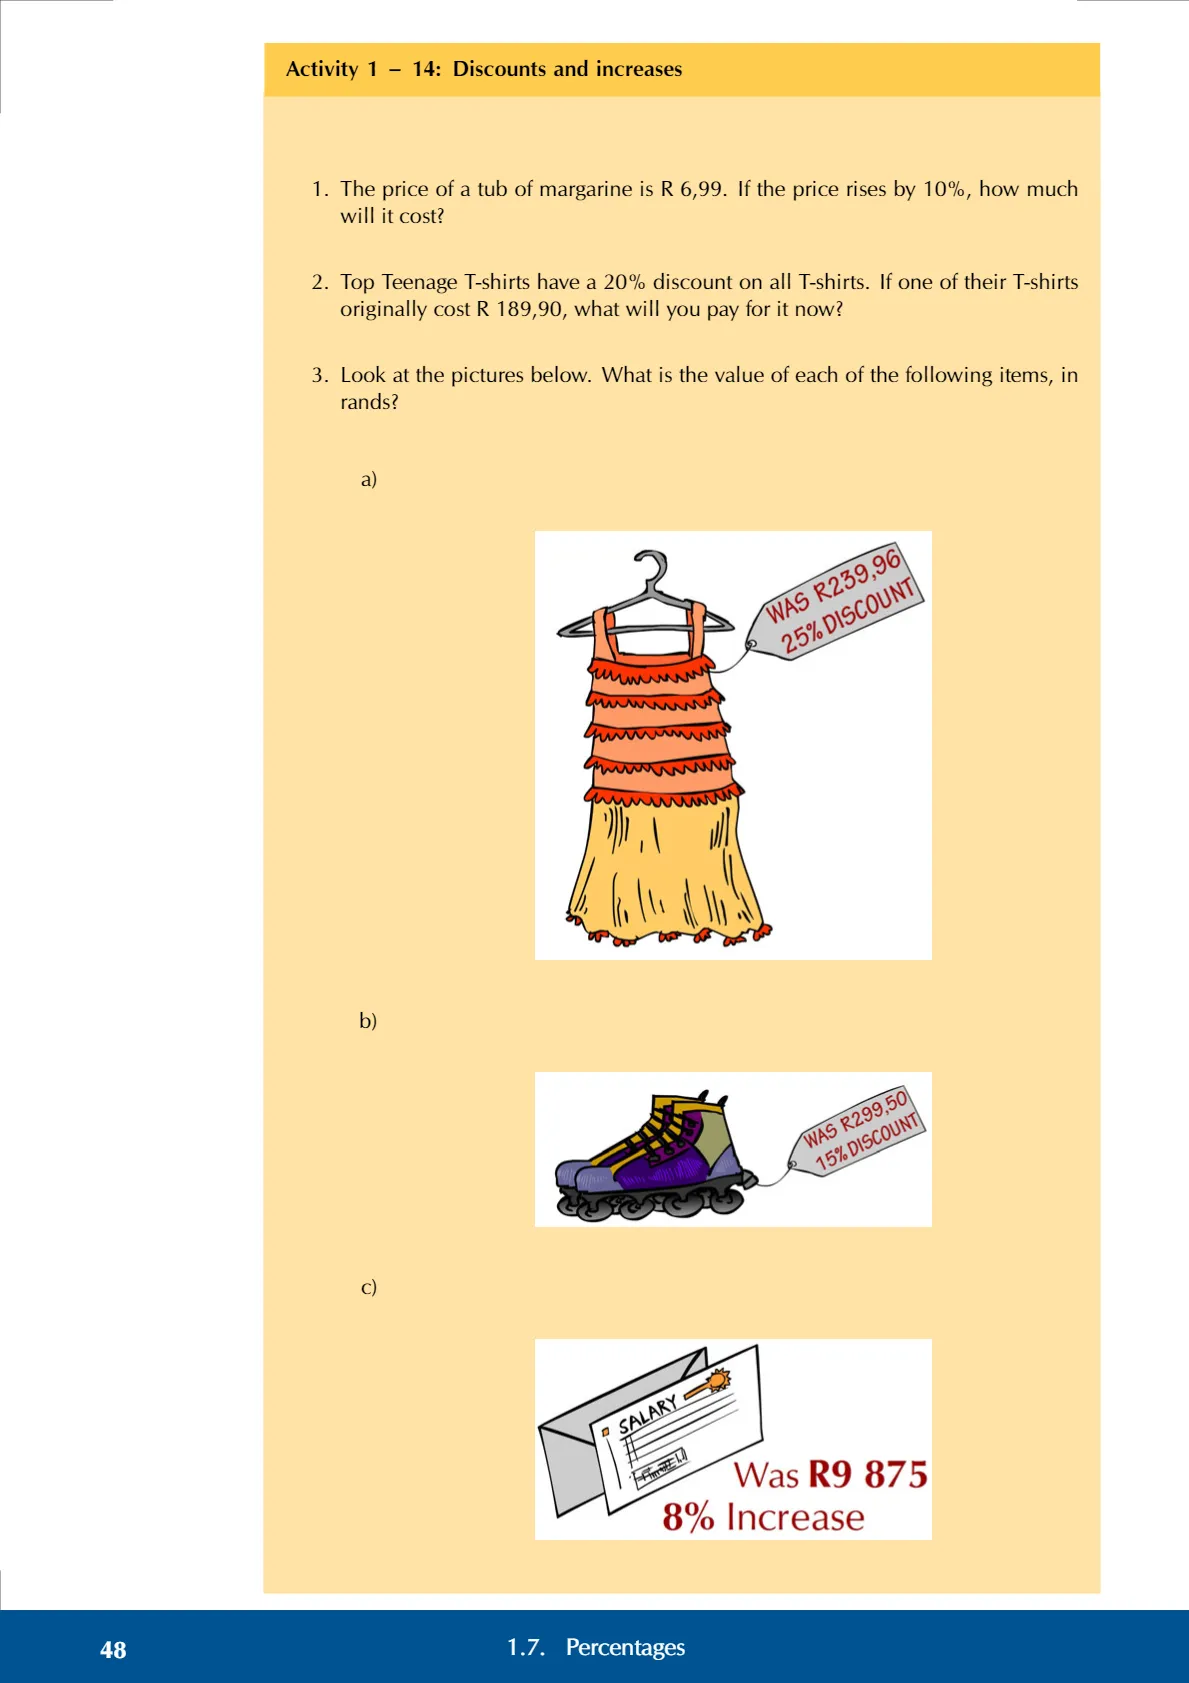 Activity 1 – 14: Discounts and increases
1. The price of a tub of margarine is R 6,99. If the price rises by 10%, how much
will it cost?
2. Top Teenage T-shirts have a 20% discount on all T-shirts. If one of their T-shirts
originally cost R 189,90, what will you pay for it now?
3. Look at the pictures below. What is the value of each of the following items, in
rands?
a)
WAS R239,96
25% DISCOUNT
b)
WAS R299,50
15% DISCOUNT
c)
SALARY
Was R9 875
8% Increase
48
1.7. Percentages